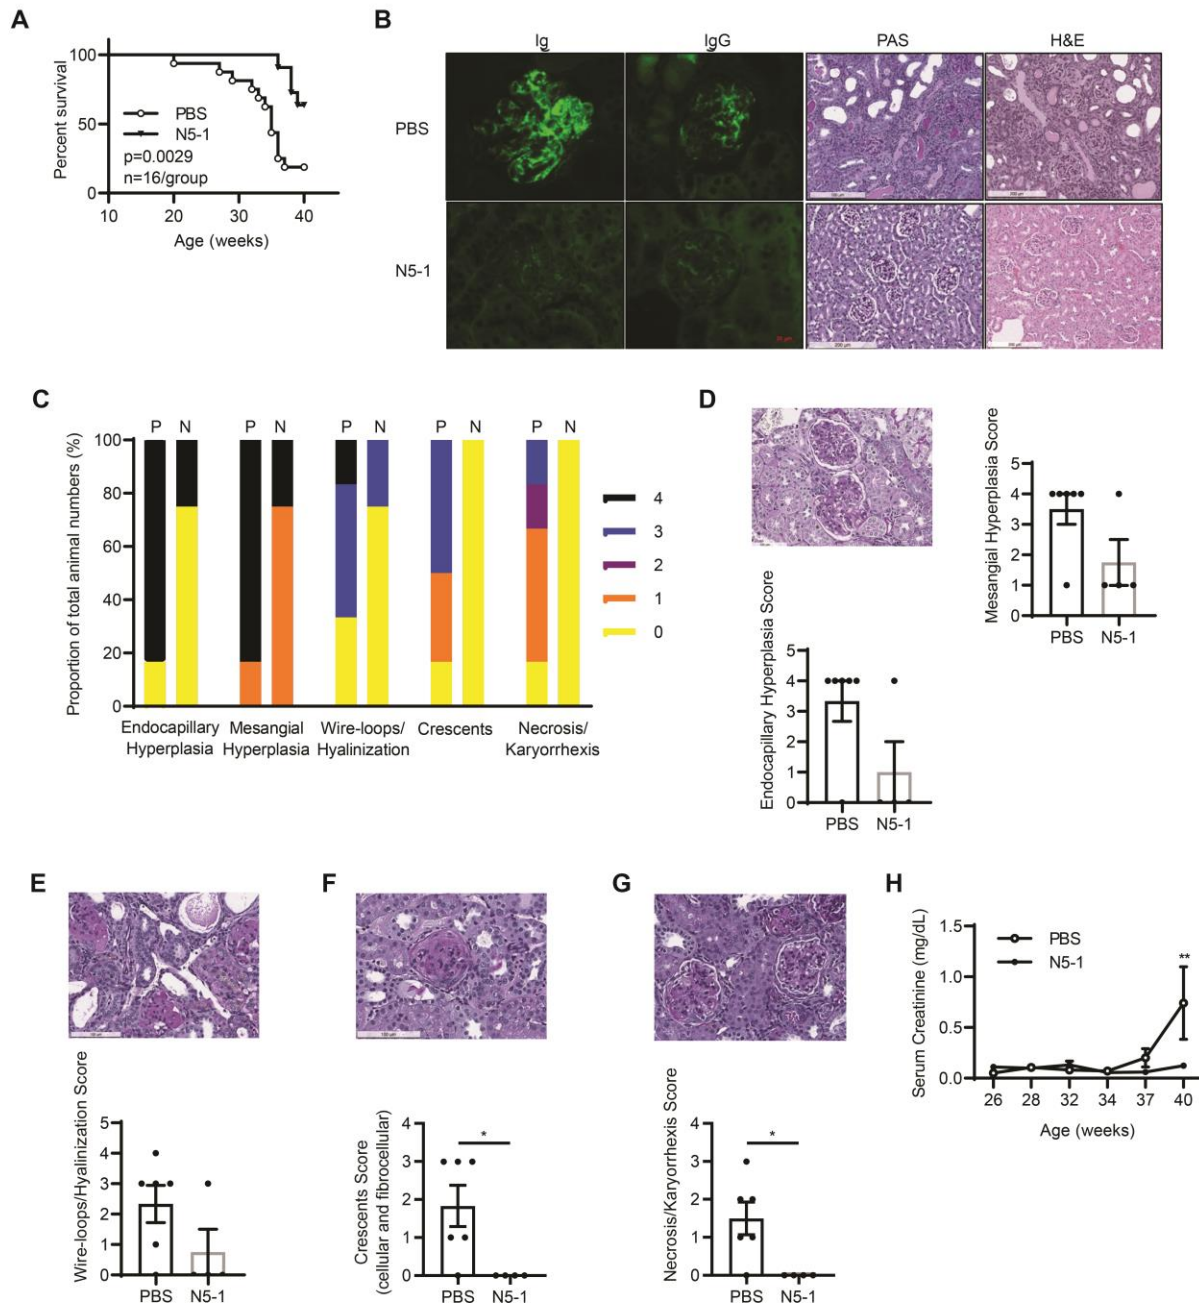 A
Percent survival
100
50
0
PBS
N5-1
p=0.0029
n=16/group
10
20
30
40
Age (weeks)
B
Ig
IgG
PAS
H&E
PBS
N5-1
C
Proportion of total animal numbers (%)
100
80
60
40
20
0
P N P N P N P N P N
Endocapillary
Hyperplasia
Mesangial
Hyperplasia
Wire-loops/
Hyalinization
Crescents
Necrosis/
Karyorrhexis
4
3
2
1
0
D
Endocapillary Hyperplasia Score
5
4
3
2
1
0
PBS N5-1
Mesangial Hyperplasia Score
5
4
3
2
1
0
PBS N5-1
E
Wire-loops/Hyalinization Score
5
4
3
2
1
0
PBS N5-1
F
Crescents Score
(cellular and fibrocellular)
4
3
2
1
0
*
PBS N5-1
G
Necrosis/Karyorrhexis Score
4
3
2
1
0
*
PBS N5-1
H
Serum Creatinine (mg/dL)
1.5
1.0
0.5
0.0
PBS
N5-1
**
26 28 32 34 37 40
Age (weeks)